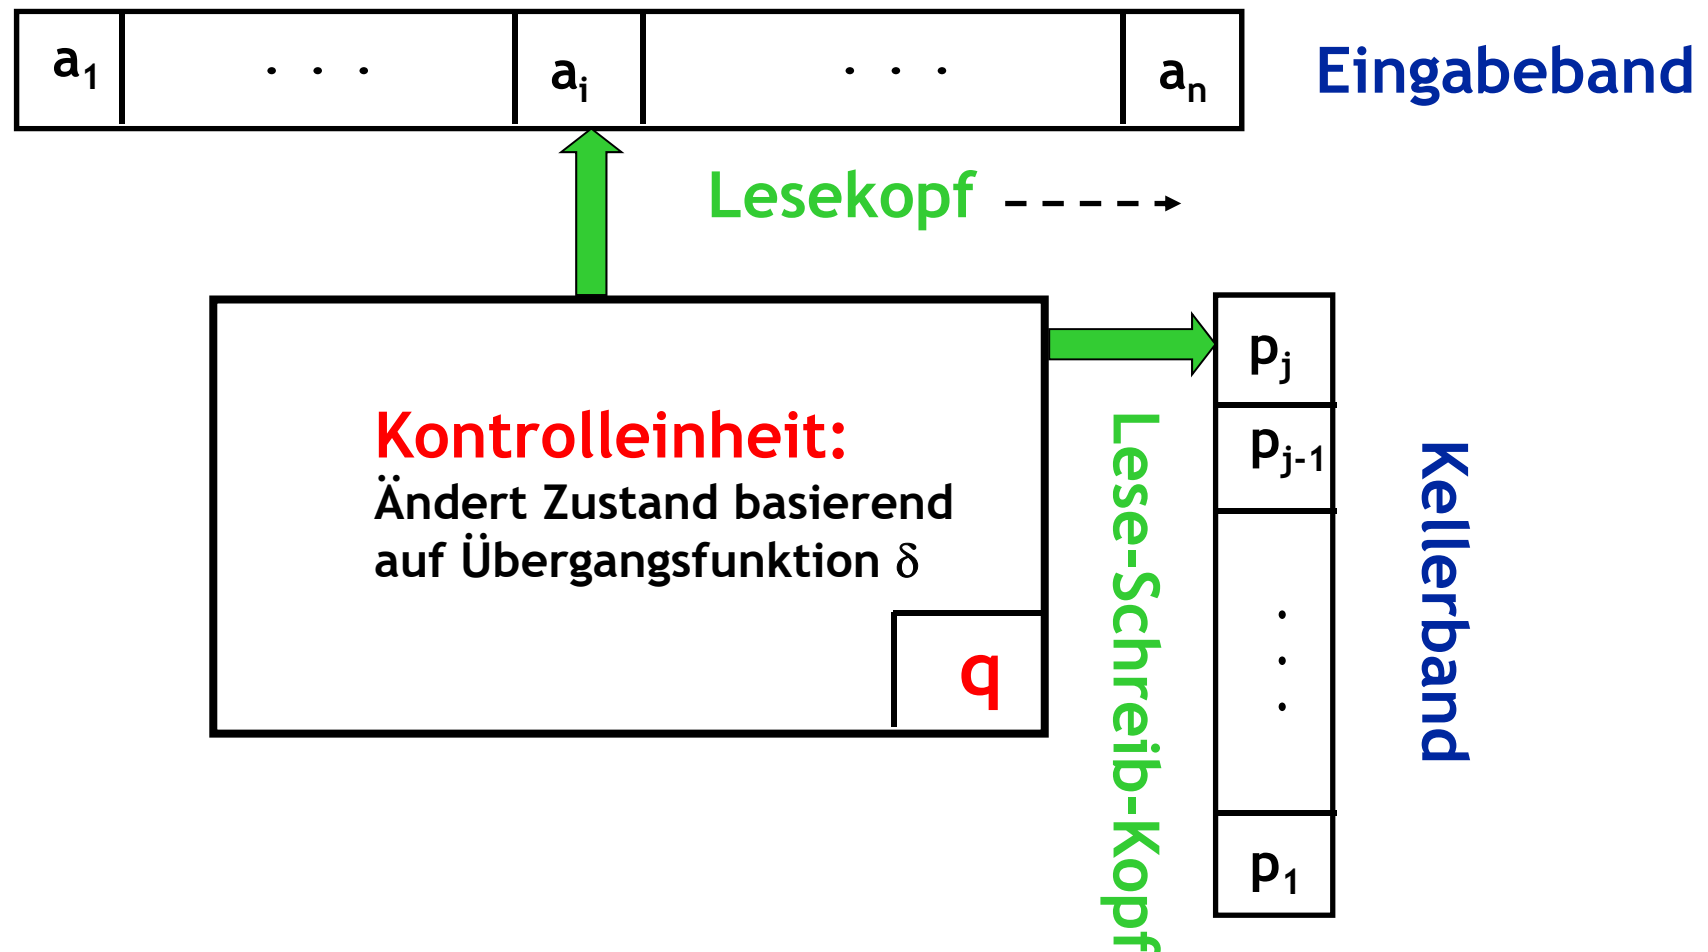 a₁ . . . aᵢ . . . aₙ Eingabeband
Lesekopf
Kontrolleinheit:
Ändert Zustand basierend
auf Übergangsfunktion δ
q
Lese-Schreib-Kopf
pⱼ
pⱼ₋₁
.
.
.
p₁
Kellerband